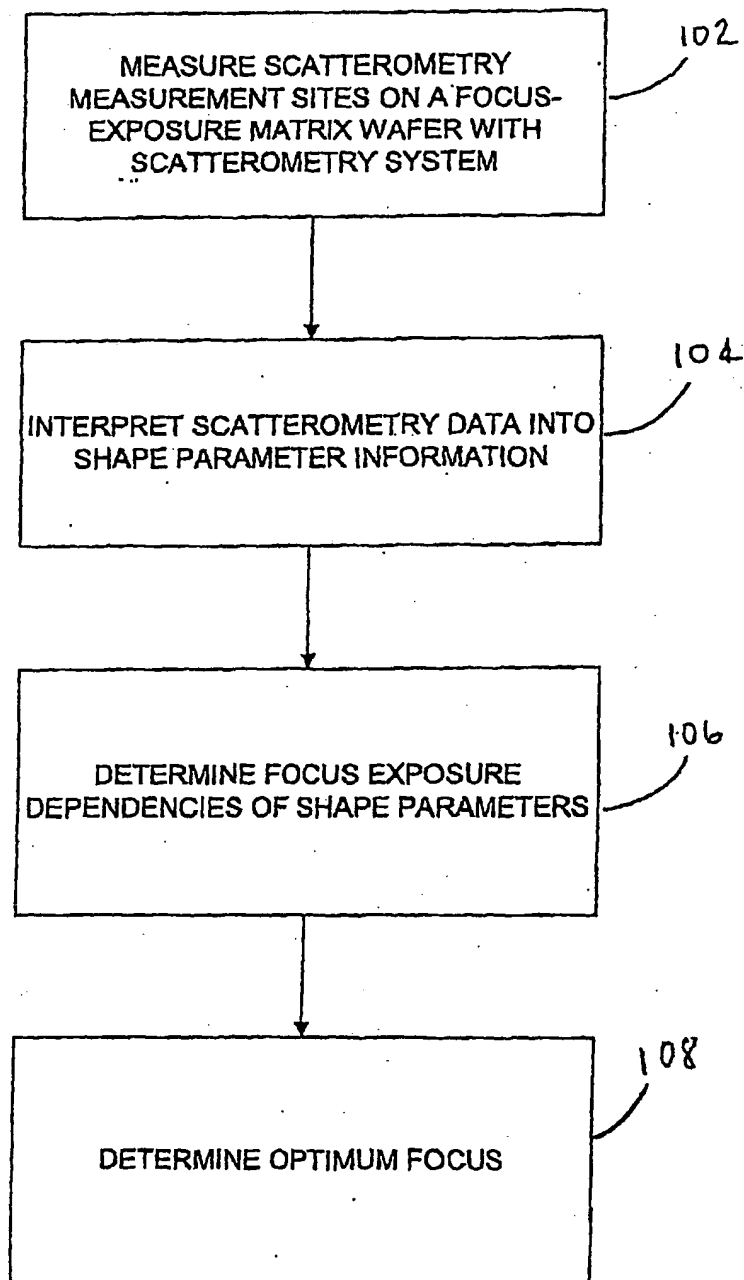 102
MEASURE SCATTEROMETRY
MEASUREMENT SITES ON A FOCUS-
EXPOSURE MATRIX WAFER WITH
SCATTEROMETRY SYSTEM
104
INTERPRET SCATTEROMETRY DATA INTO
SHAPE PARAMETER INFORMATION
106
DETERMINE FOCUS EXPOSURE
DEPENDENCIES OF SHAPE PARAMETERS
108
DETERMINE OPTIMUM FOCUS